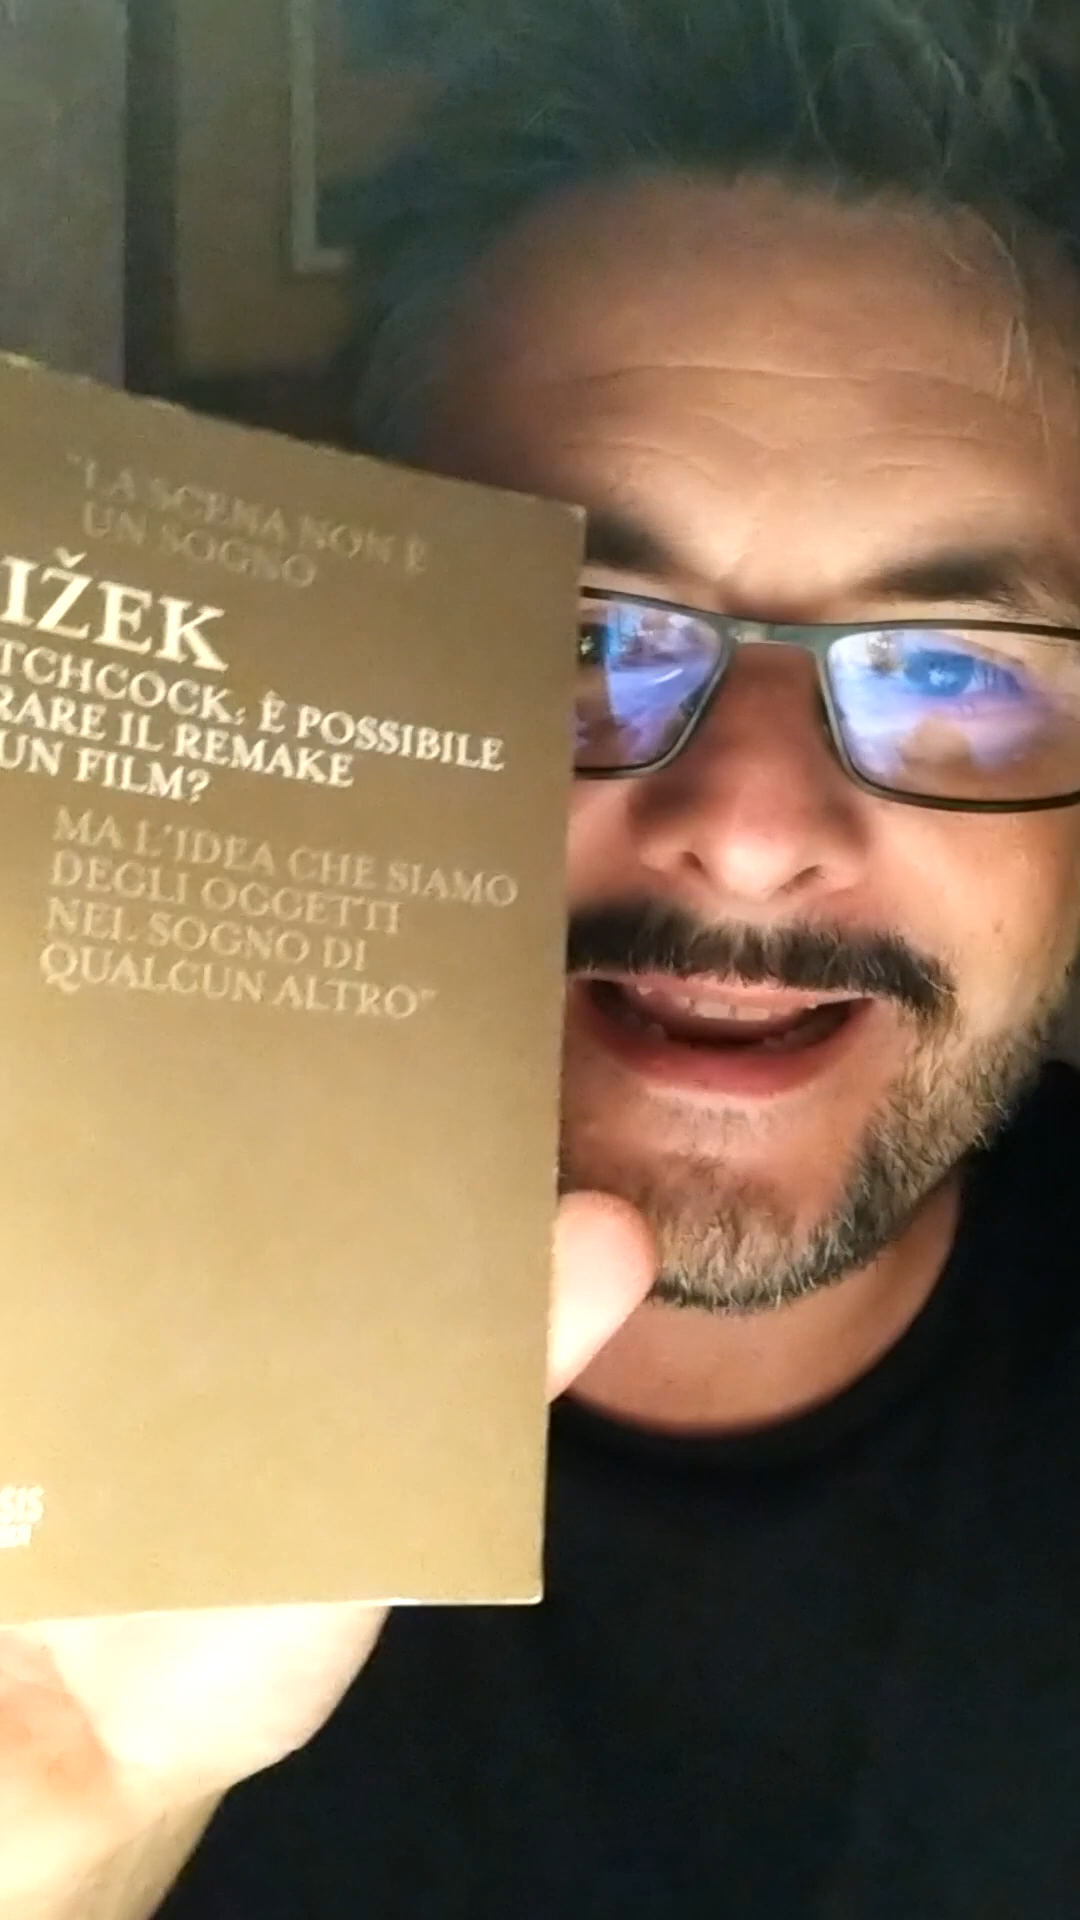 "LA SCENA NON È
UN SOGNO
IŽEK
TCHCOCK: È POSSIBILE
RARE IL REMAKE
UN FILM?
MA L'IDEA CHE SIAMO
DEGLI OGGETTI
NEL SOGNO DI
QUALCUN ALTRO"
SIS